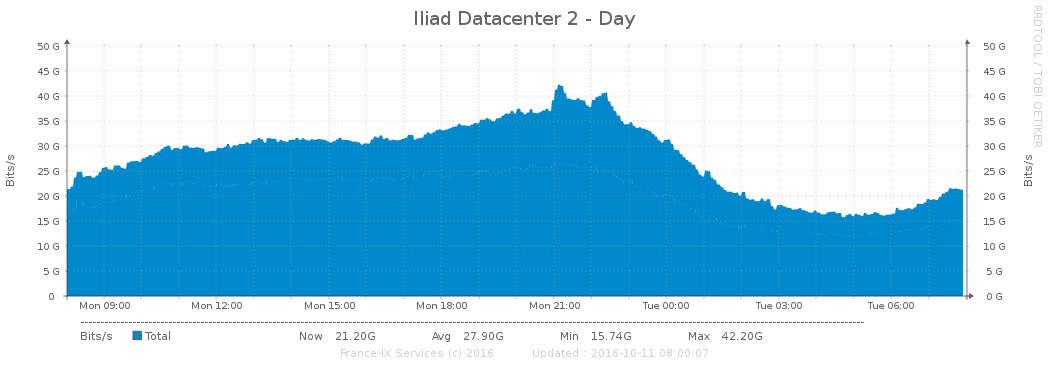 Iliad Datacenter 2 - Day
RRDTOOL / TOBI OETIKER
Bits/s
50 G 50 G
45 G 45 G
40 G 40 G
35 G 35 G
30 G 30 G
25 G 25 G
20 G 20 G
15 G 15 G
10 G 10 G
5 G 5 G
0 0 G
Bits/s
Mon 09:00 Mon 12:00 Mon 15:00 Mon 18:00 Mon 21:00 Tue 00:00 Tue 03:00 Tue 06:00
Bits/s Total Now 21.20G Avg 27.90G Min 15.74G Max 42.20G
France-IX Services (c) 2016 Updated : 2016-10-11 08:00:07